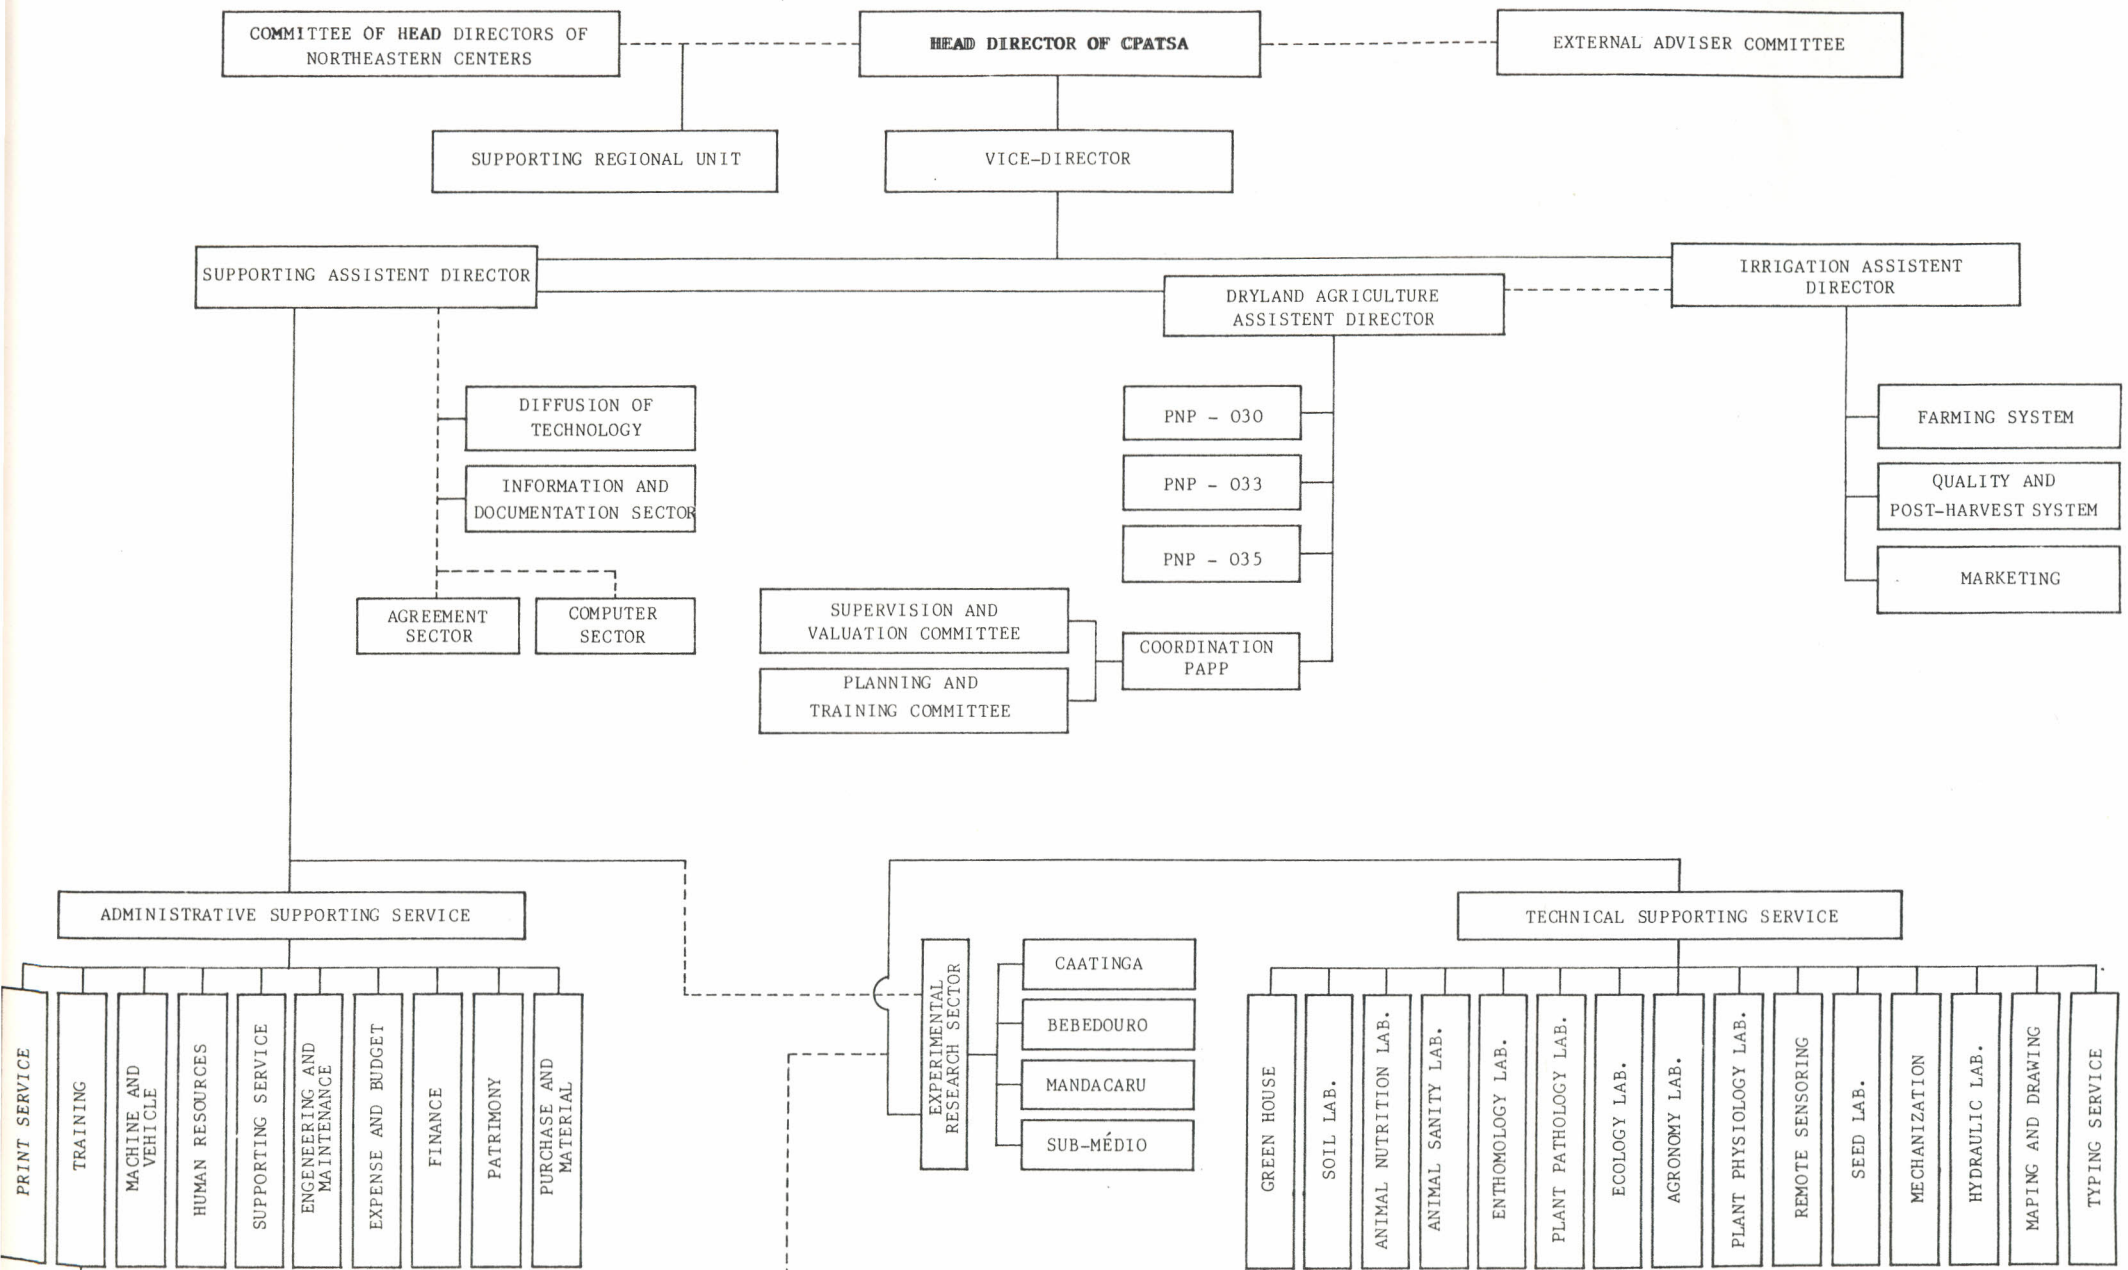 COMMITTEE OF HEAD DIRECTORS OF
NORTHEASTERN CENTERS
HEAD DIRECTOR OF CPATSA
EXTERNAL ADVISER COMMITTEE
SUPPORTING REGIONAL UNIT
VICE-DIRECTOR
SUPPORTING ASSISTENT DIRECTOR
DRYLAND AGRICULTURE
ASSISTENT DIRECTOR
IRRIGATION ASSISTENT
DIRECTOR
DIFFUSION OF
TECHNOLOGY
INFORMATION AND
DOCUMENTATION SECTOR
AGREEMENT
SECTOR
COMPUTER
SECTOR
PNP - 030
PNP - 033
PNP - 035
SUPERVISION AND
VALUATION COMMITTEE
PLANNING AND
TRAINING COMMITTEE
COORDINATION
PAPP
FARMING SYSTEM
QUALITY AND
POST-HARVEST SYSTEM
MARKETING
ADMINISTRATIVE SUPPORTING SERVICE
PRINT SERVICE
TRAINING
MACHINE AND
VEHICLE
HUMAN RESOURCES
SUPPORTING SERVICE
ENGENEERING AND
MAINTENANCE
EXPENSE AND BUDGET
FINANCE
PATRIMONY
PURCHASE AND
MATERIAL
EXPERIMENTAL
RESEARCH SECTOR
CAATINGA
BEBEDOURO
MANDACARU
SUB-MÉDIO
TECHNICAL SUPPORTING SERVICE
GREEN HOUSE
SOIL LAB.
ANIMAL NUTRITION LAB.
ANIMAL SANITY LAB.
ENTHOMOLOGY LAB.
PLANT PATHOLOGY LAB.
ECOLOGY LAB.
AGRONOMY LAB.
PLANT PHYSIOLOGY LAB.
REMOTE SENSORING
SEED LAB.
MECHANIZATION
HYDRAULIC LAB.
MAPING AND DRAWING
TYPING SERVICE